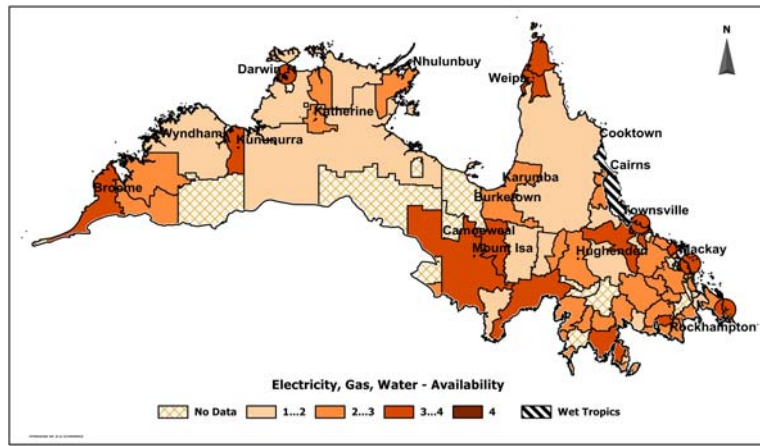 N
Darwin
Nhulunbuy
Weipa
Katherine
Wyndham
Kununurra
Cooktown
Cairns
Broome
Karumba
Burketown
Townsville
Camooweal
Mount Isa
Hughenden
Mackay
Rockhampton
Electricity, Gas, Water - Availability
No Data 1...2 2...3 3...4 4 Wet Tropics